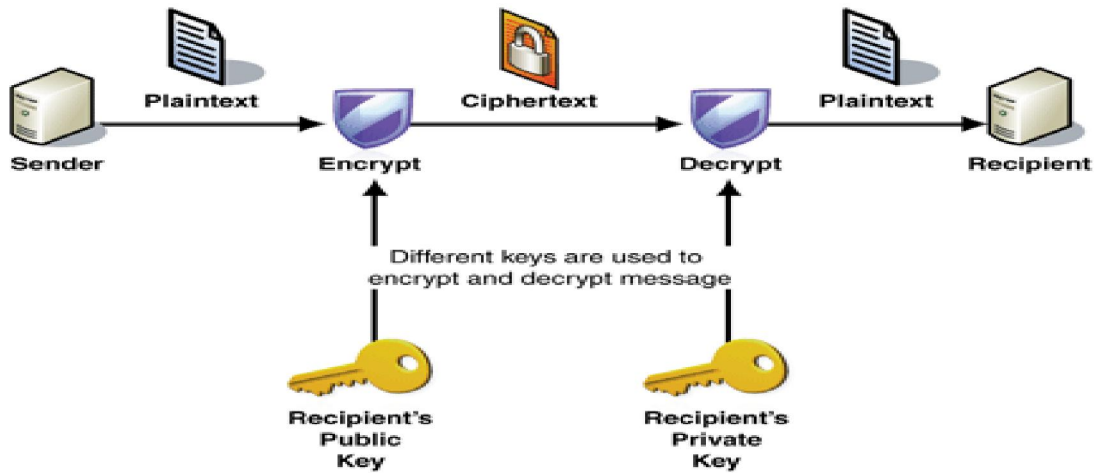 Plaintext
Ciphertext
Plaintext
Sender
Encrypt
Decrypt
Recipient
Different keys are used to
encrypt and decrypt message
Recipient's
Public
Key
Recipient's
Private
Key